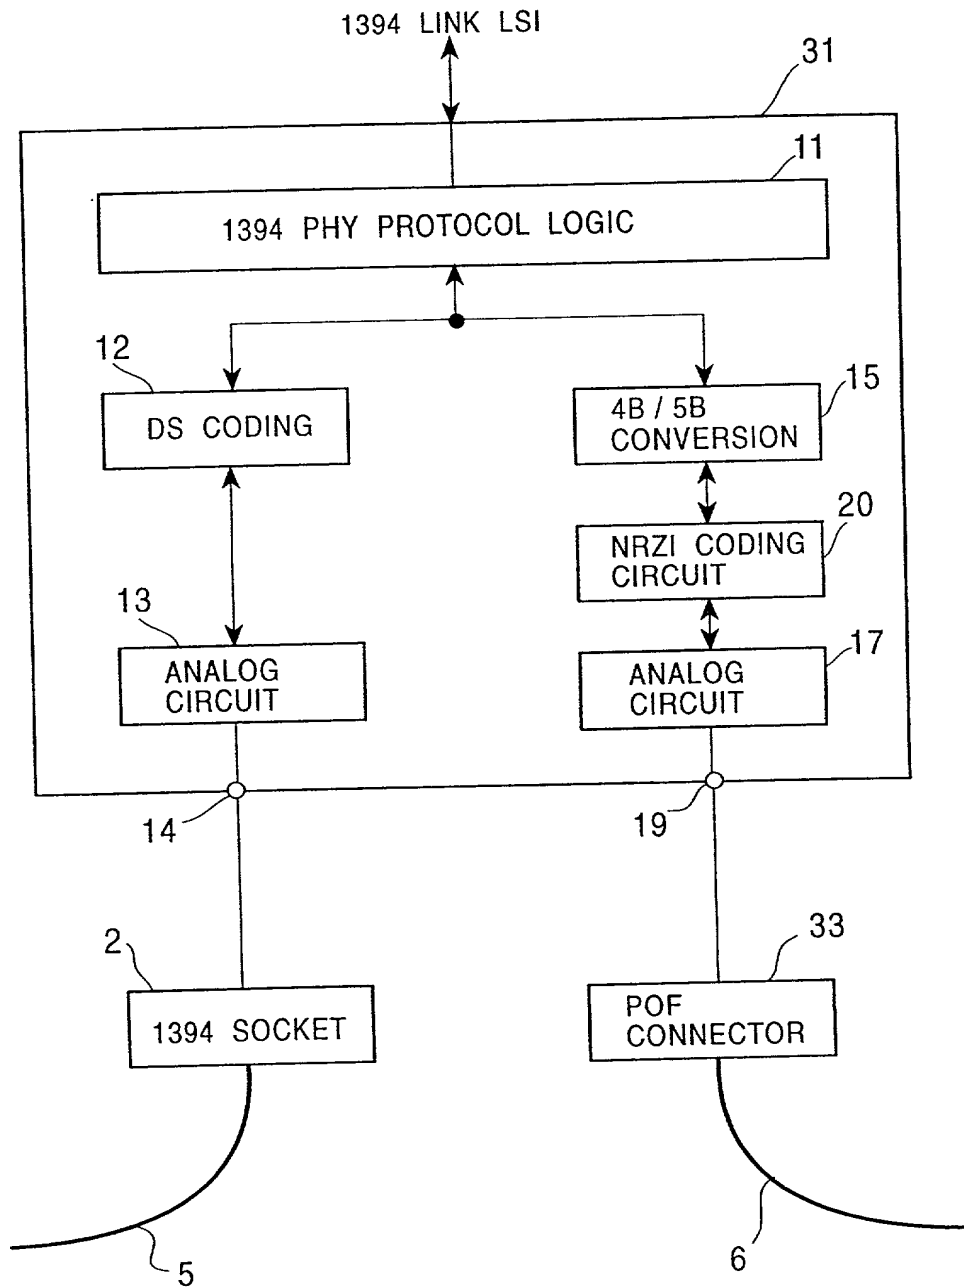 1394 LINK LSI
31
11
1394 PHY PROTOCOL LOGIC
12
DS CODING
15
4B / 5B
CONVERSION
20
NRZI CODING
CIRCUIT
13
ANALOG
CIRCUIT
17
ANALOG
CIRCUIT
14
19
2
1394 SOCKET
33
POF
CONNECTOR
5
6